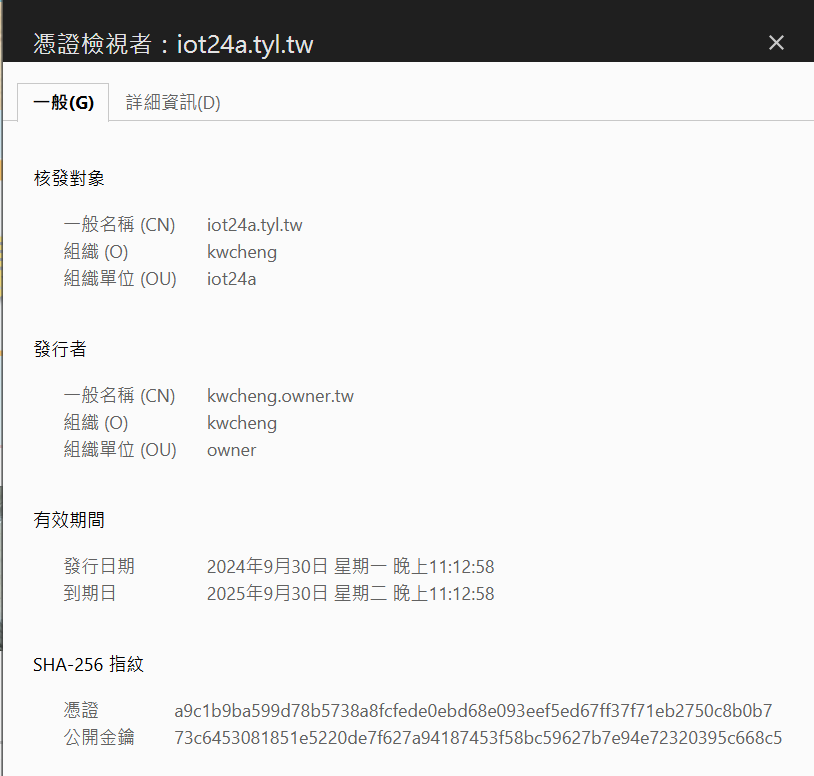 憑證檢視者：iot24a.tyl.tw
一般(G) 詳細資訊(D)
核發對象
一般名稱 (CN) iot24a.tyl.tw
組織 (O) kwcheng
組織單位 (OU) iot24a
發行者
一般名稱 (CN) kwcheng.owner.tw
組織 (O) kwcheng
組織單位 (OU) owner
有效期間
發行日期 2024年9月30日 星期一 晚上11:12:58
到期日 2025年9月30日 星期二 晚上11:12:58
SHA-256 指紋
憑證 a9c1b9ba599d78b5738a8fcfede0ebd68e093eef5ed67ff37f71eb2750c8b0b7
公開金鑰 73c6453081851e5220de7f627a94187453f58bc59627b7e94e72320395c668c5